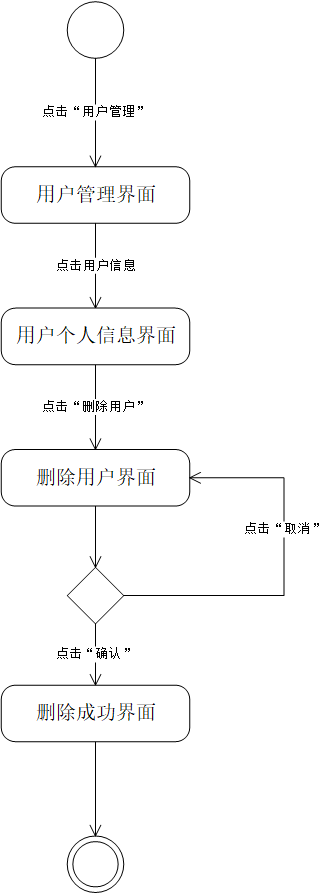 点击“用户管理”
用户管理界面
点击用户信息
用户个人信息界面
点击“删除用户”
删除用户界面
点击“取消”
点击“确认”
删除成功界面